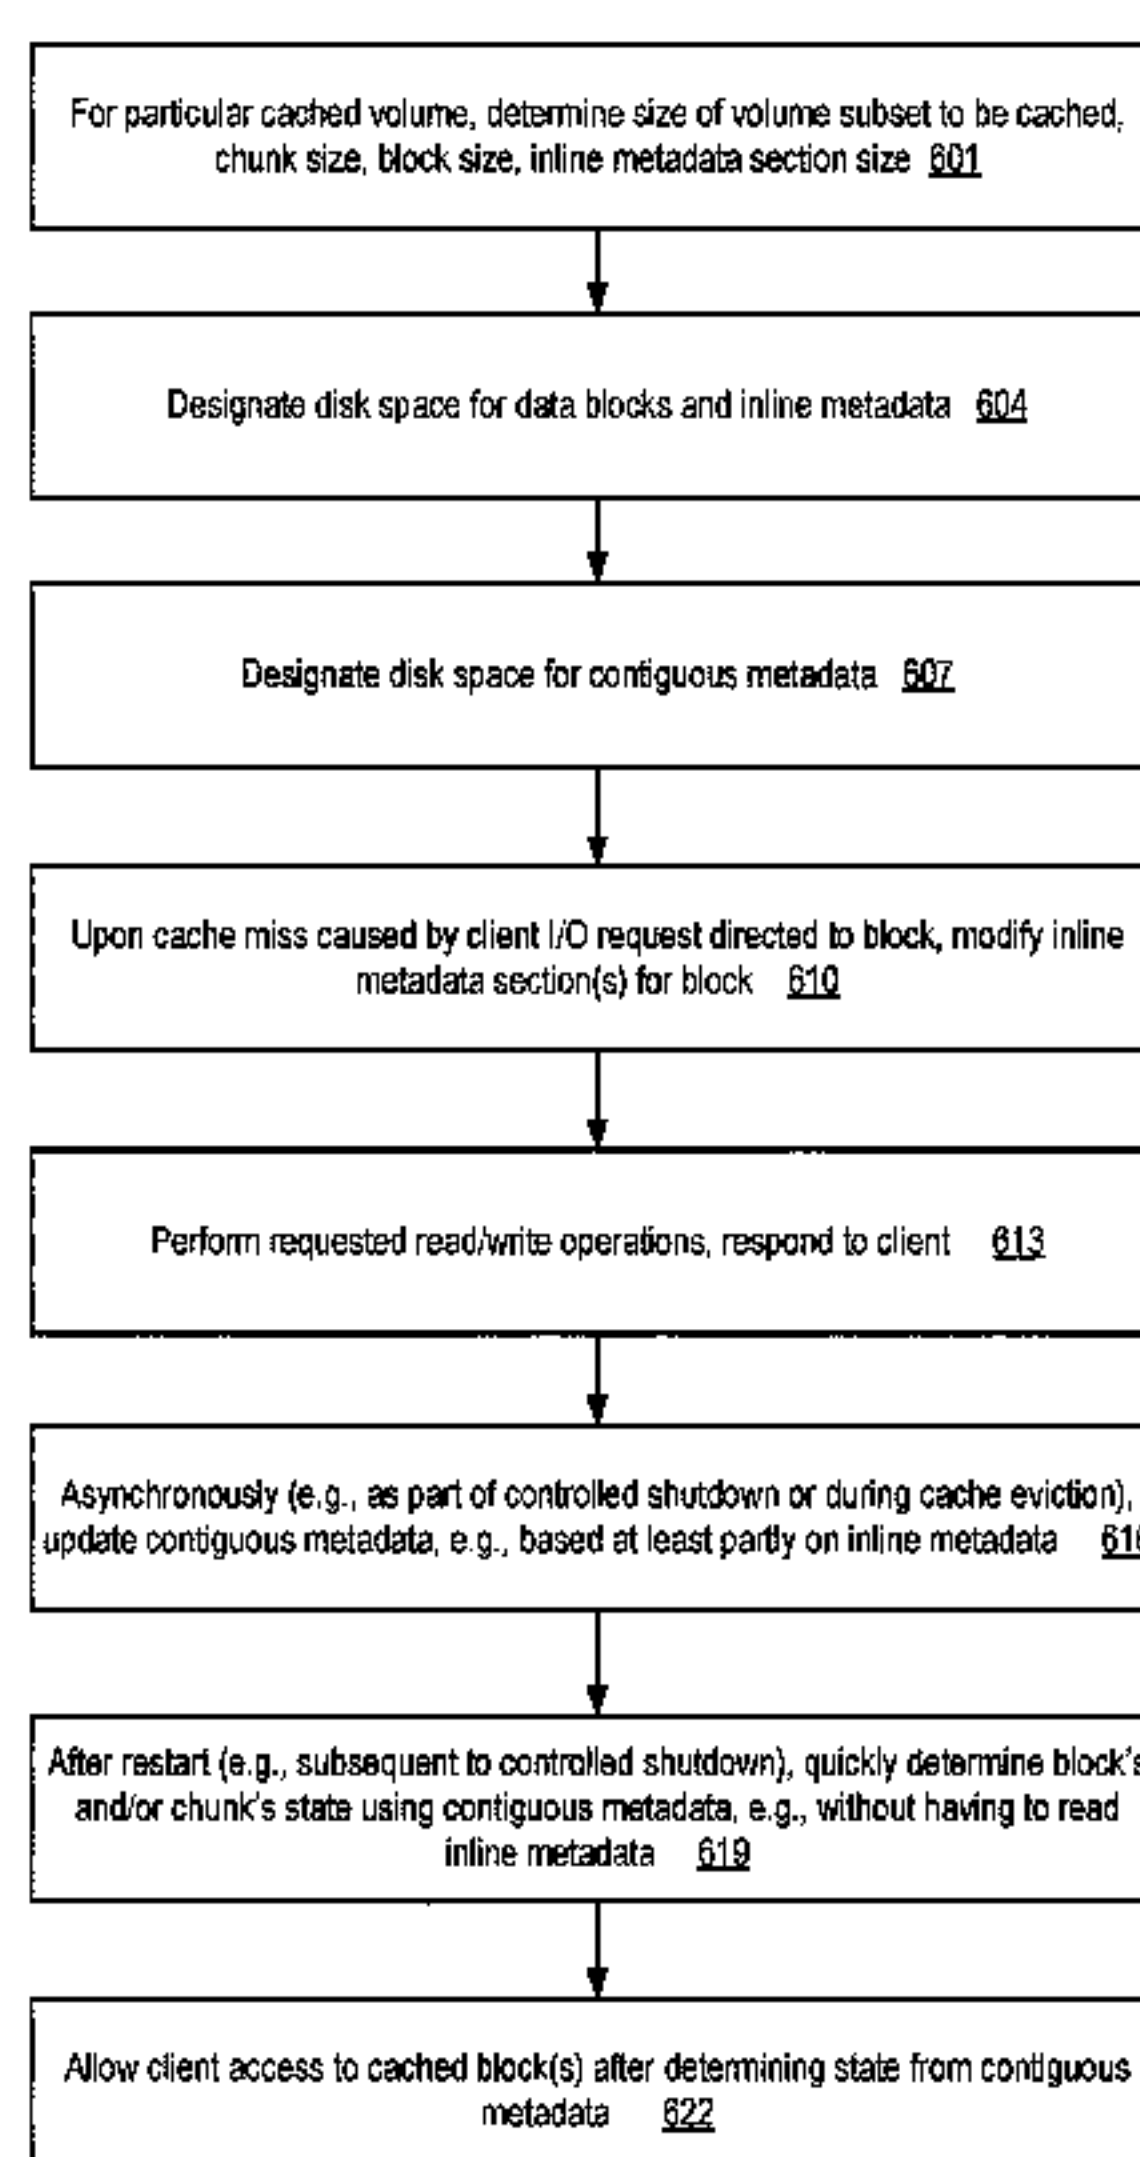 For particular cached volume, determine size of volume subset to be cached,
chunk size, block size, inline metadata section size 601
Designate disk space for data blocks and inline metadata 604
Designate disk space for contiguous metadata 607
Upon cache miss caused by client I/O request directed to block, modify inline
metadata section(s) for block 610
Perform requested read/write operations, respond to client 613
Asynchronously (e.g., as part of controlled shutdown or during cache eviction),
update contiguous metadata, e.g., based at least partly on inline metadata
After restart (e.g., subsequent to controlled shutdown), quickly determine block's
and/or chunk's state using contiguous metadata, e.g., without having to read
inline metadata 619
Allow client access to cached block(s) after determining state from contiguous
metadata 622